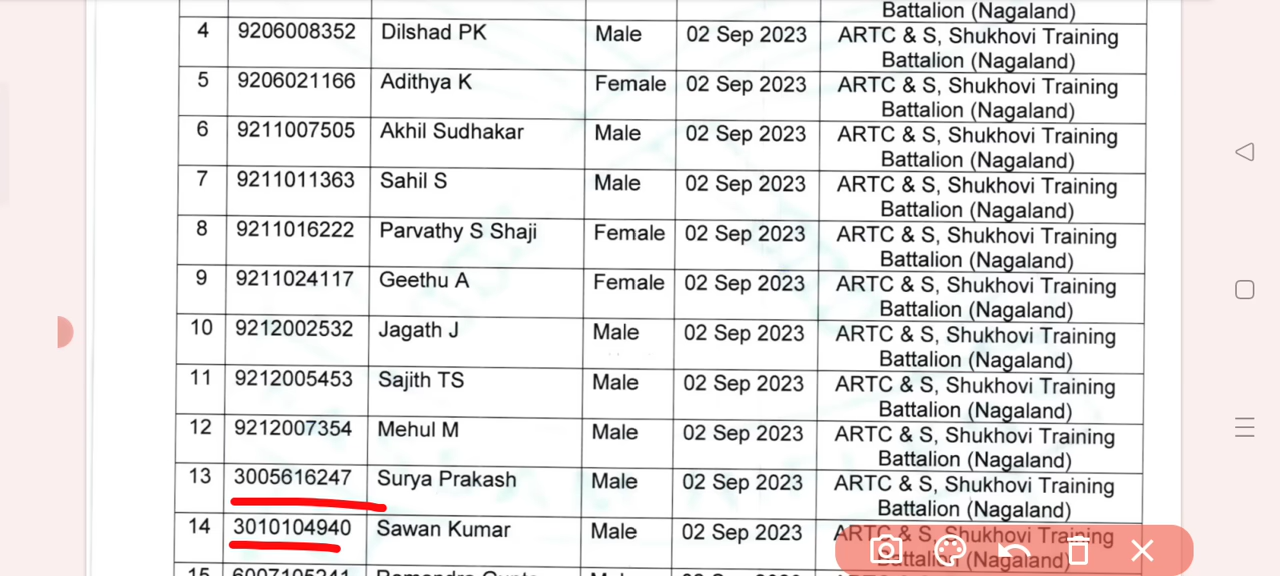 Battalion (Nagaland)
4 9206008352 Dilshad PK Male 02 Sep 2023 ARTC & S, Shukhovi Training
Battalion (Nagaland)
5 9206021166 Adithya K Female 02 Sep 2023 ARTC & S, Shukhovi Training
Battalion (Nagaland)
6 9211007505 Akhil Sudhakar Male 02 Sep 2023 ARTC & S, Shukhovi Training
Battalion (Nagaland)
7 9211011363 Sahil S Male 02 Sep 2023 ARTC & S, Shukhovi Training
Battalion (Nagaland)
8 9211016222 Parvathy S Shaji Female 02 Sep 2023 ARTC & S, Shukhovi Training
Battalion (Nagaland)
9 9211024117 Geethu A Female 02 Sep 2023 ARTC & S, Shukhovi Training
Battalion (Nagaland)
10 9212002532 Jagath J Male 02 Sep 2023 ARTC & S, Shukhovi Training
Battalion (Nagaland)
11 9212005453 Sajith TS Male 02 Sep 2023 ARTC & S, Shukhovi Training
Battalion (Nagaland)
12 9212007354 Mehul M Male 02 Sep 2023 ARTC & S, Shukhovi Training
Battalion (Nagaland)
13 3005616247 Surya Prakash Male 02 Sep 2023 ARTC & S, Shukhovi Training
Battalion (Nagaland)
14 3010104940 Sawan Kumar Male 02 Sep 2023 ARTC & S, Shukhovi Training
Battalion (Nagaland)
15 6007105241